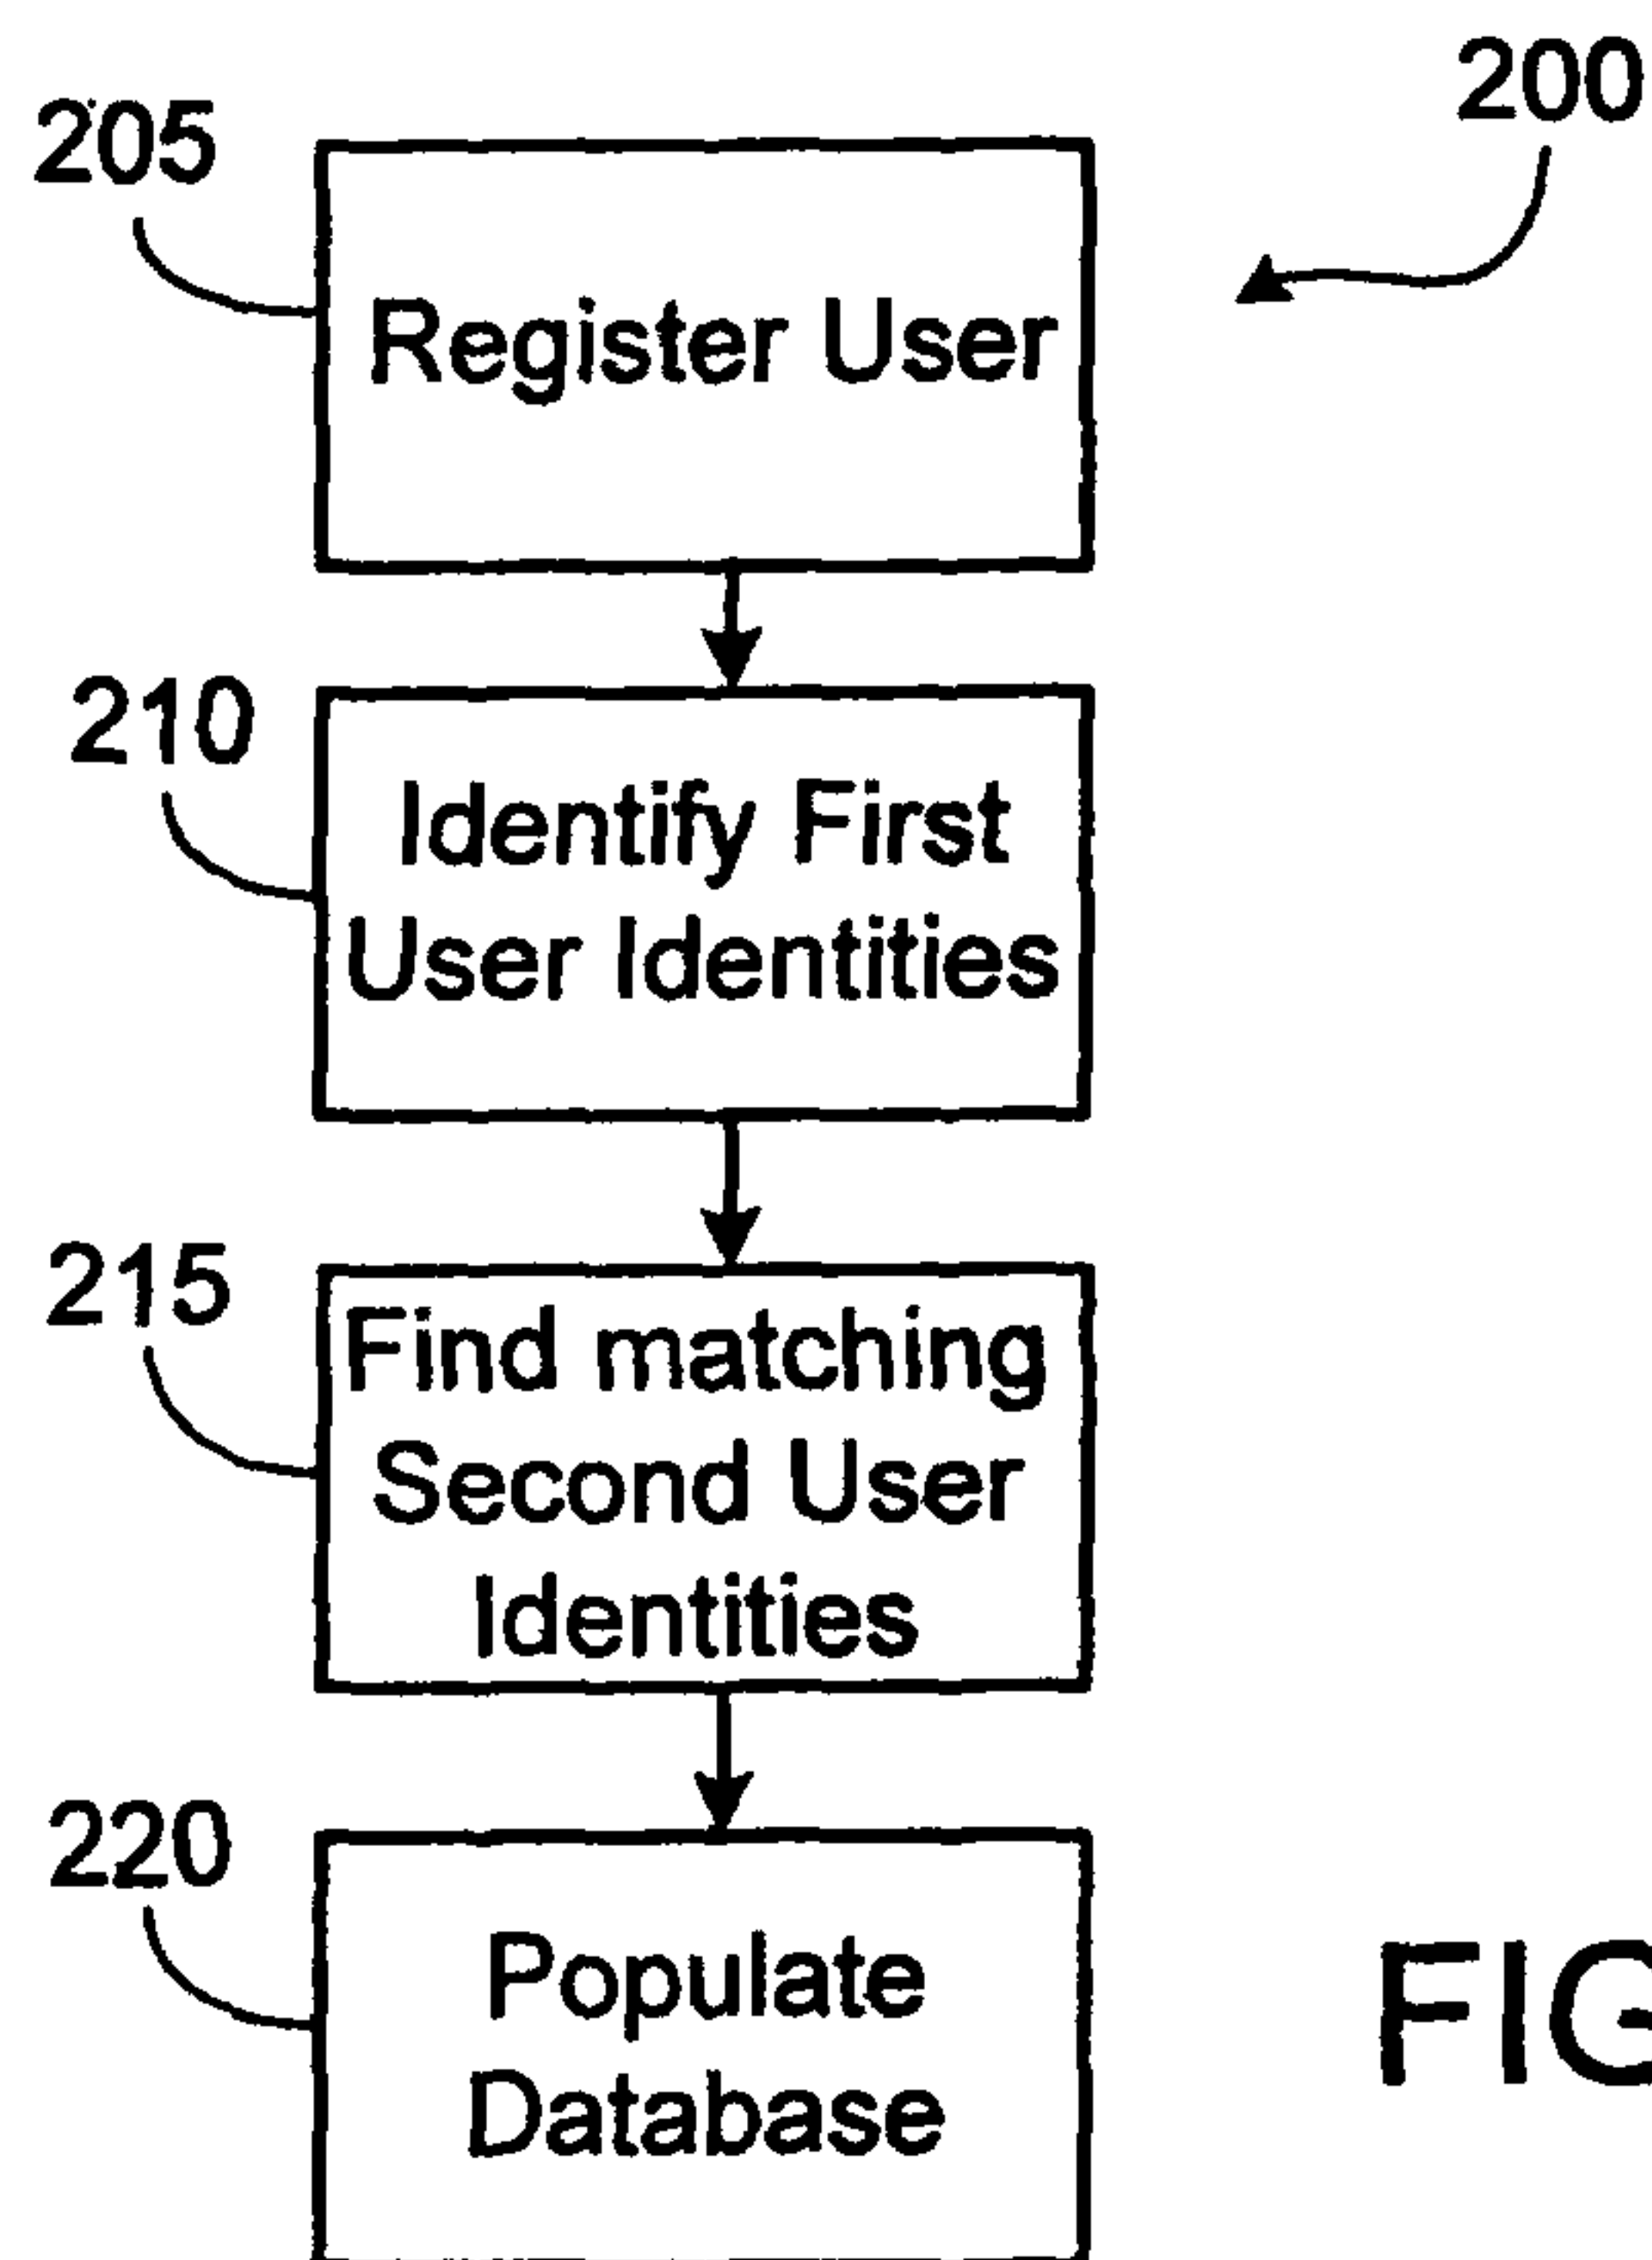 200
205
Register User
210
Identify First
User Identities
215
Find matching
Second User
Identities
220
Populate
Database
FIG